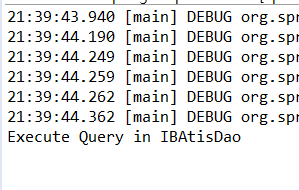 21:39:43.940 [main] DEBUG org.spr
21:39:44.190 [main] DEBUG org.spr
21:39:44.249 [main] DEBUG org.spr
21:39:44.259 [main] DEBUG org.spr
21:39:44.262 [main] DEBUG org.spr
21:39:44.362 [main] DEBUG org.spr
Execute Query in IBAtisDao